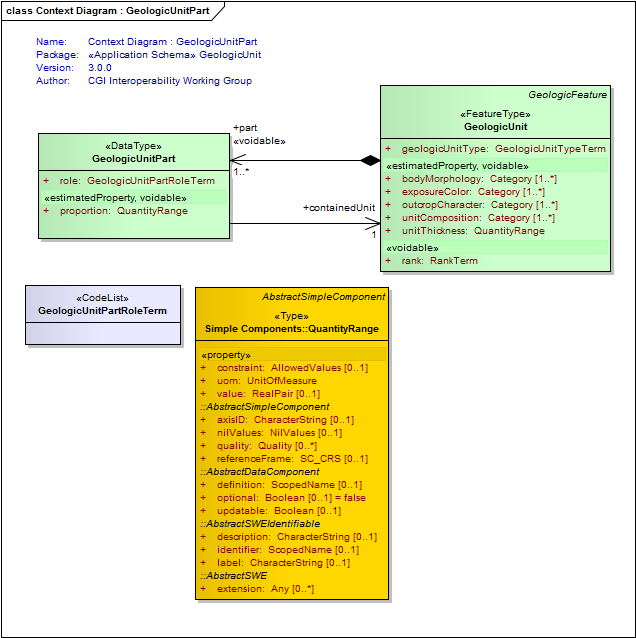 class Context Diagram : GeologicUnitPart
Name: Context Diagram : GeologicUnitPart
Package: «Application Schema» GeologicUnit
Version: 3.0.0
Author: CGI Interoperability Working Group
GeologicFeature
«FeatureType»
GeologicUnit
+ geologicUnitType: GeologicUnitTypeTerm
«estimatedProperty, voidable»
+ bodyMorphology: Category [1..*]
+ exposureColor: Category [1..*]
+ outcropCharacter: Category [1..*]
+ unitComposition: Category [1..*]
+ unitThickness: QuantityRange
«voidable»
+ rank: RankTerm
+part
«voidable»
1..*
+containedUnit
1
«DataType»
GeologicUnitPart
+ role: GeologicUnitPartRoleTerm
«estimatedProperty, voidable»
+ proportion: QuantityRange
«CodeList»
GeologicUnitPartRoleTerm
AbstractSimpleComponent
«Type»
Simple Components::QuantityRange
«property»
+ constraint: AllowedValues [0..1]
+ uom: UnitOfMeasure
+ value: RealPair [0..1]
::AbstractSimpleComponent
+ axisID: CharacterString [0..1]
+ nilValues: NilValues [0..1]
+ quality: Quality [0..*]
+ referenceFrame: SC_CRS [0..1]
::AbstractDataComponent
+ definition: ScopedName [0..1]
+ optional: Boolean [0..1] = false
+ updatable: Boolean [0..1]
::AbstractSWEIdentifiable
+ description: CharacterString [0..1]
+ identifier: ScopedName [0..1]
+ label: CharacterString [0..1]
::AbstractSWE
+ extension: Any [0..*]